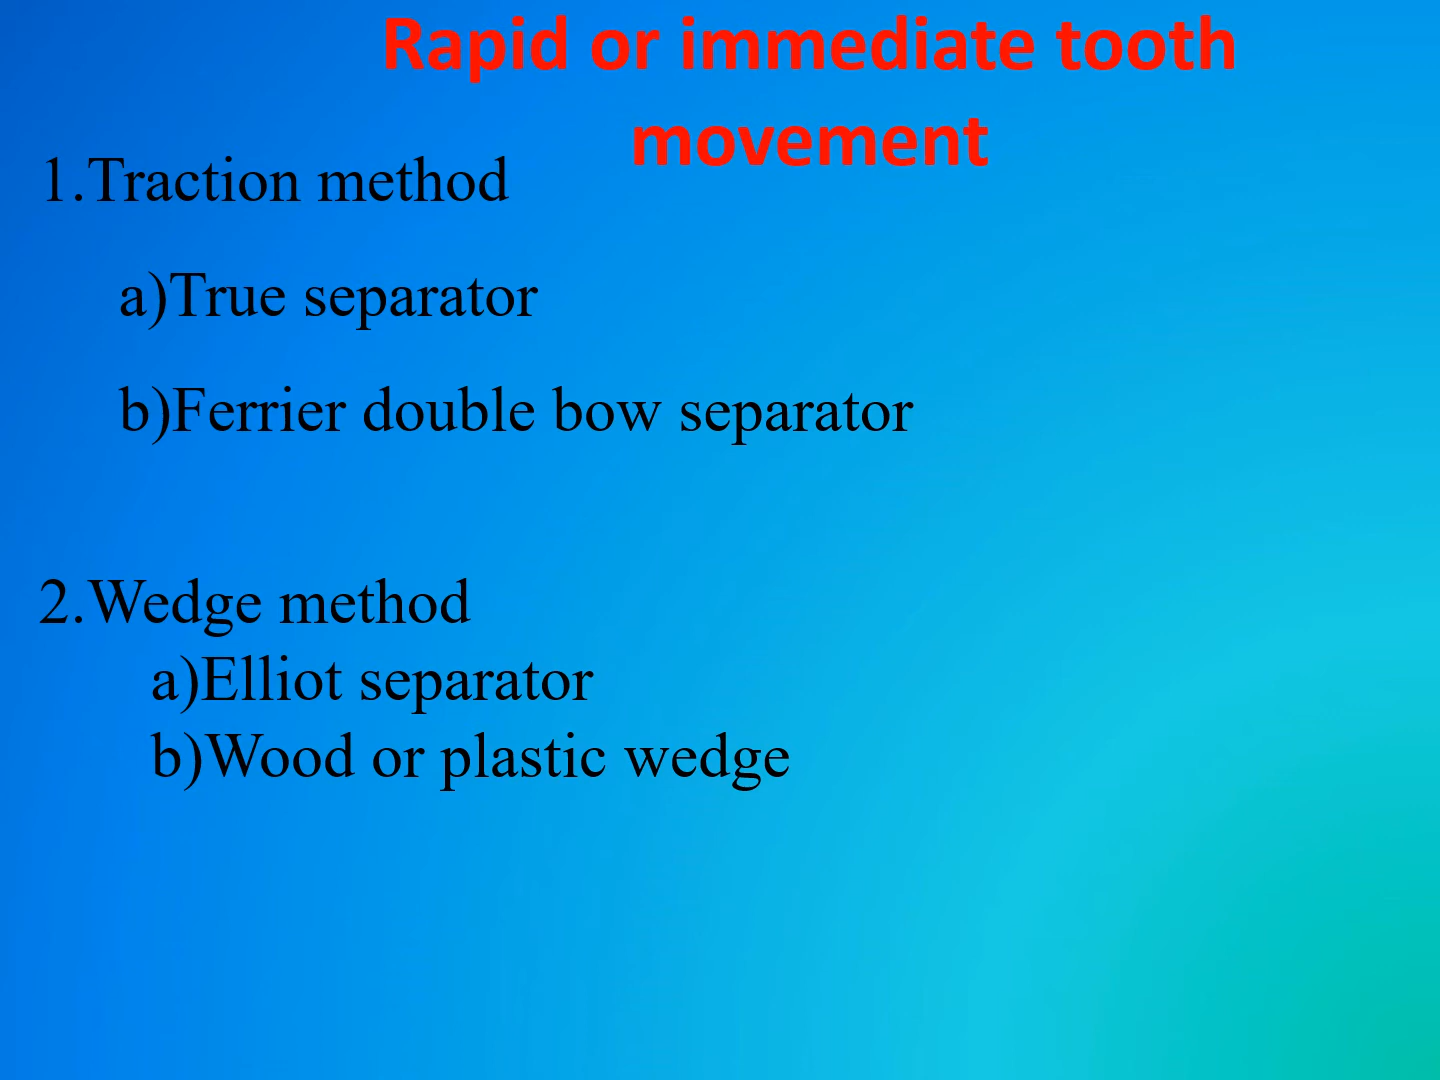 Rapid or immediate tooth
movement
1.Traction method
a)True separator
b)Ferrier double bow separator
2.Wedge method
a)Elliot separator
b)Wood or plastic wedge